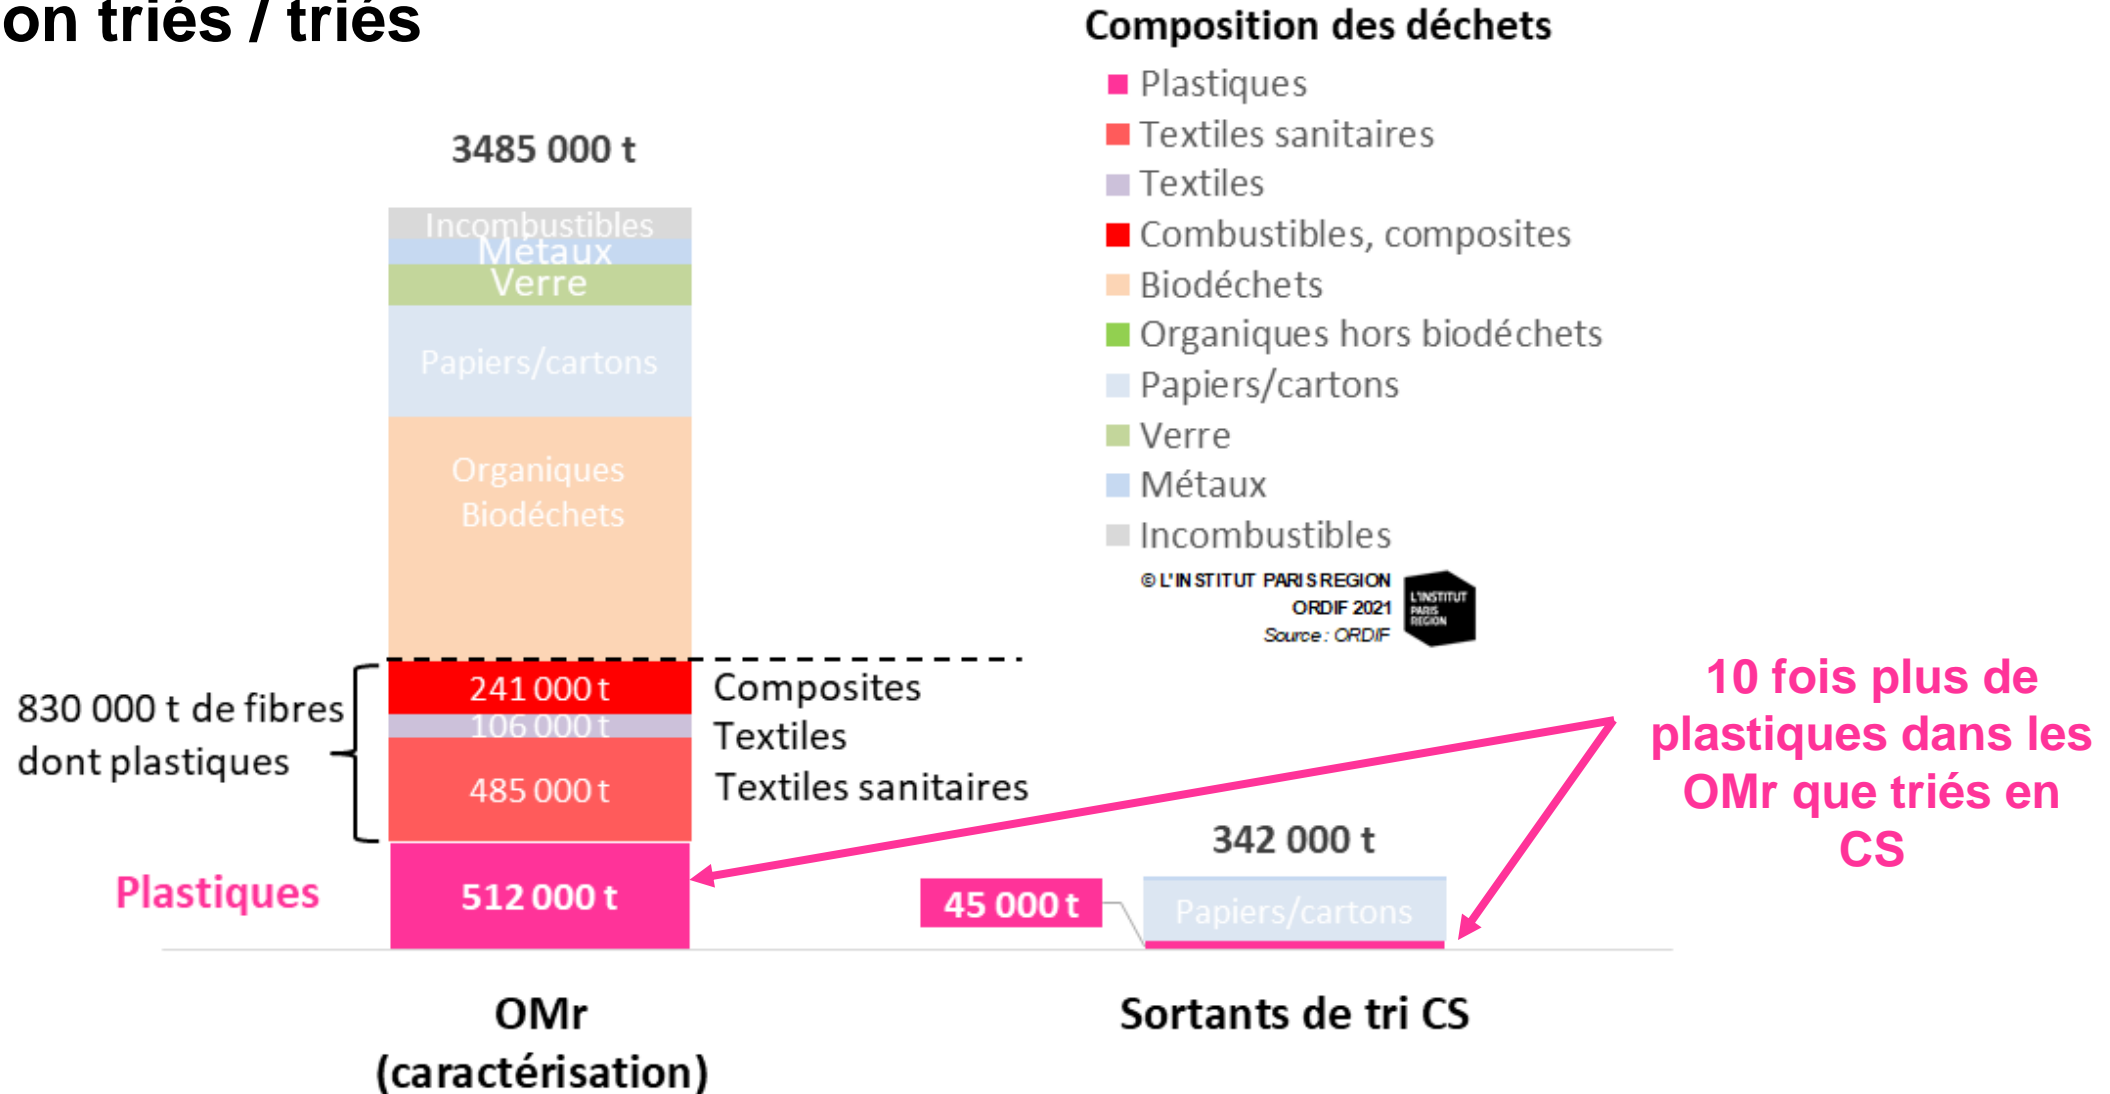 on triés / triés
Composition des déchets
Plastiques
Textiles sanitaires
Textiles
Combustibles, composites
Biodéchets
Organiques hors biodéchets
Papiers/cartons
Verre
Métaux
Incombustibles
© L'INSTITUT PARIS REGION
ORDIF 2021
Source : ORDIF
L'INSTITUT
PARIS
REGION
3485 000 t
Incombustibles
Métaux
Verre
Papiers/cartons
Organiques
Biodéchets
241 000 t
106 000 t
485 000 t
512 000 t
830 000 t de fibres
dont plastiques
Plastiques
Composites
Textiles
Textiles sanitaires
342 000 t
45 000 t
Papiers/cartons
10 fois plus de
plastiques dans les
OMr que triés en
CS
OMr
(caractérisation)
Sortants de tri CS